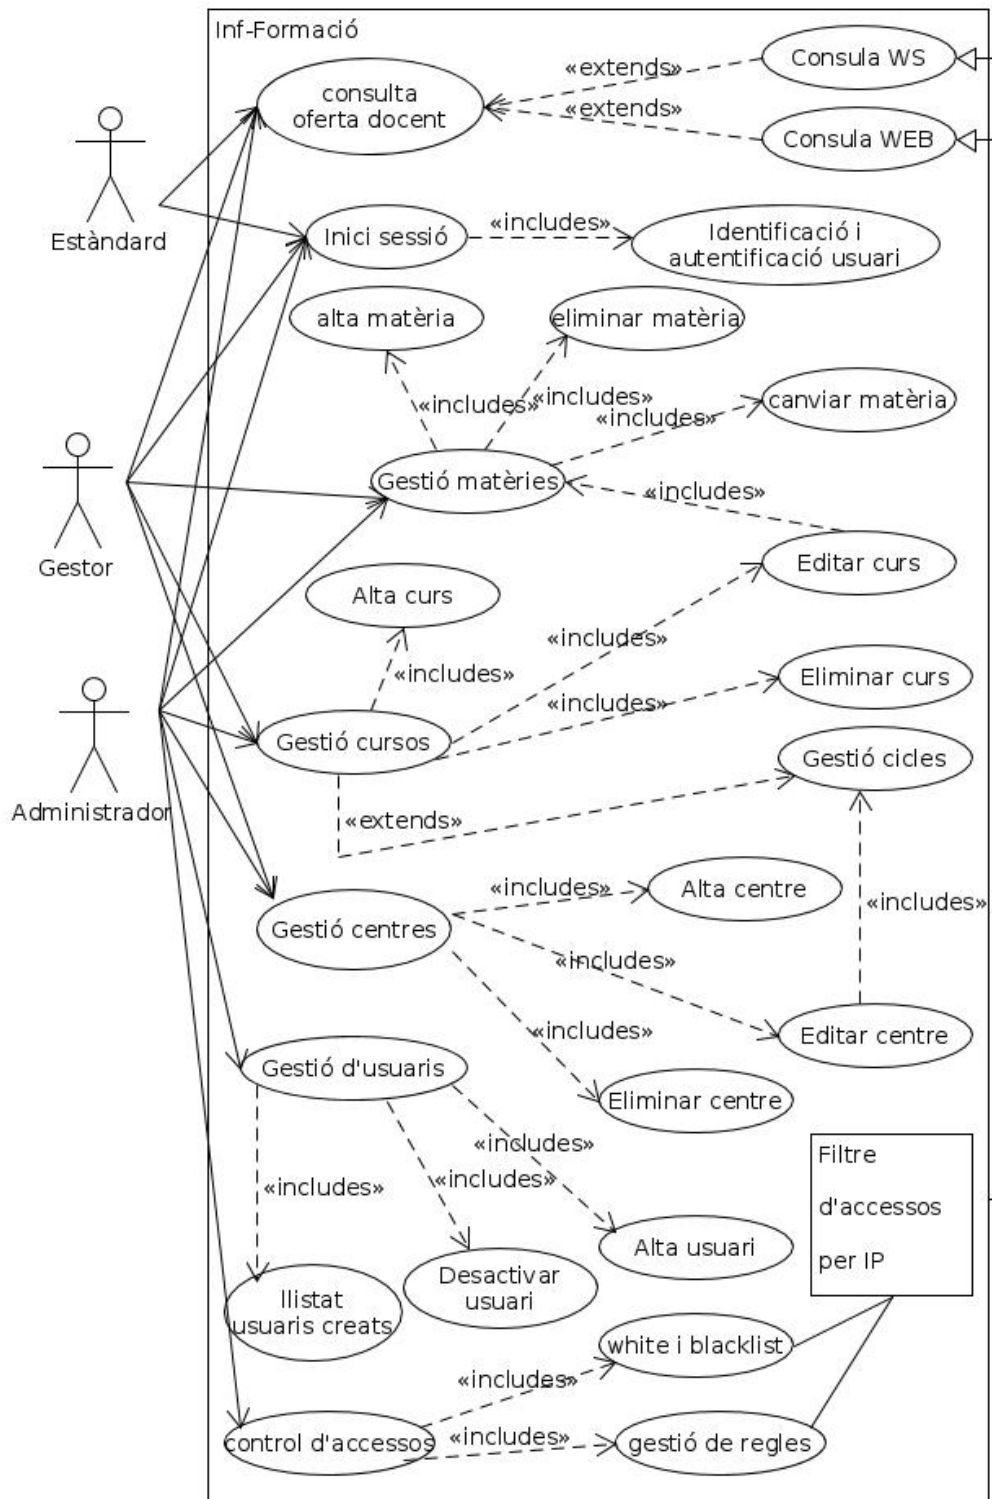 Inf-Formació
consulta
oferta docent
«extends»
Consula WS
«extends»
Consula WEB
Estàndard
Inici sessió
«includes»
Identificació i
autentificació usuari
alta matèria
eliminar matèria
«includes»
«includes»
«includes»
canviar matèria
Gestió matèries
«includes»
Gestor
Editar curs
Alta curs
«includes»
«includes»
Eliminar curs
«includes»
Gestió cursos
Gestió cicles
Administrador
«extends»
«includes»
Alta centre
«includes»
Gestió centres
«includes»
Editar centre
«includes»
Eliminar centre
Gestió d'usuaris
«includes»
«includes»
«includes»
Filtre
d'accessos
per IP
Alta usuari
Desactivar
usuari
llistat
usuaris creats
white i blacklist
«includes»
control d'accessos
«includes»
gestió de regles